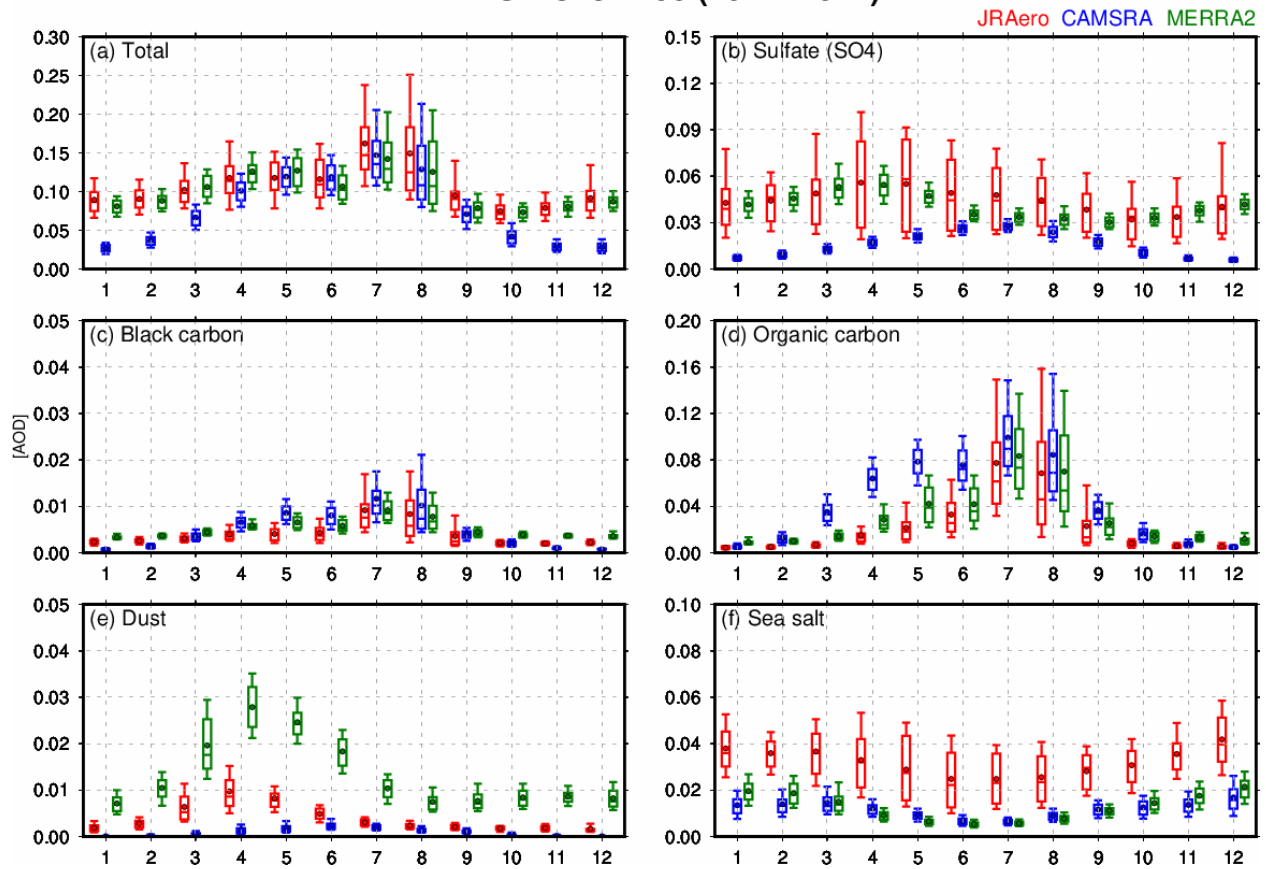 JRAero CAMSRA MERRA2
(a) Total
0.30
0.25
0.20
0.15
0.10
0.05
0.00
1 2 3 4 5 6 7 8 9 10 11 12
(b) Sulfate (SO4)
0.15
0.12
0.09
0.06
0.03
0.00
1 2 3 4 5 6 7 8 9 10 11 12
[AOD]
(c) Black carbon
0.05
0.04
0.03
0.02
0.01
0.00
1 2 3 4 5 6 7 8 9 10 11 12
(d) Organic carbon
0.20
0.16
0.12
0.08
0.04
0.00
1 2 3 4 5 6 7 8 9 10 11 12
(e) Dust
0.05
0.04
0.03
0.02
0.01
0.00
1 2 3 4 5 6 7 8 9 10 11 12
(f) Sea salt
0.10
0.08
0.06
0.04
0.02
0.00
1 2 3 4 5 6 7 8 9 10 11 12